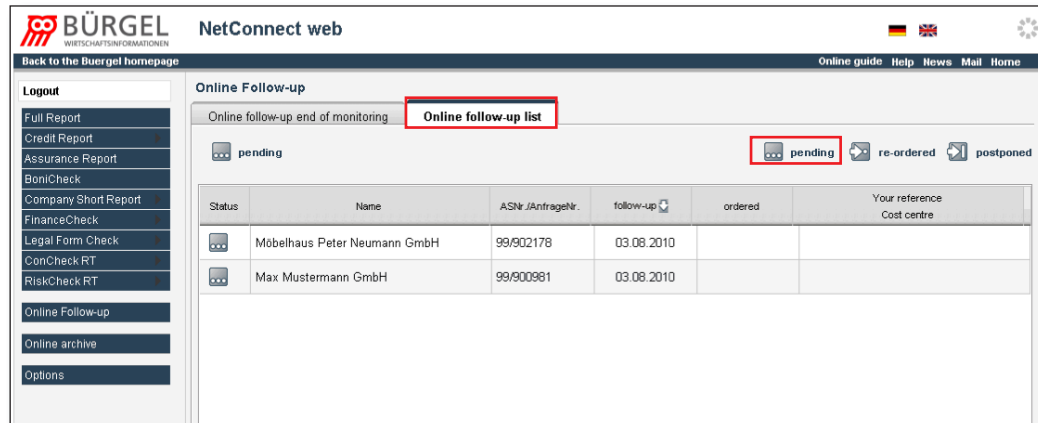 BÜRGEL
WIRTSCHAFTSINFORMATIONEN
NetConnect web
Back to the Buergel homepage
Online guide Help News Mail Home
Logout
Full Report
Credit Report
Assurance Report
BoniCheck
Company Short Report
FinanceCheck
Legal Form Check
ConCheck RT
RiskCheck RT
Online Follow-up
Online archive
Options
Online Follow-up
Online follow-up end of monitoring Online follow-up list
pending pending re-ordered postponed
Status Name ASNr./AnfrageNr. follow-up ordered Your reference
Cost centre
Möbelhaus Peter Neumann GmbH 99/902178 03.08.2010
Max Mustermann GmbH 99/900981 03.08.2010